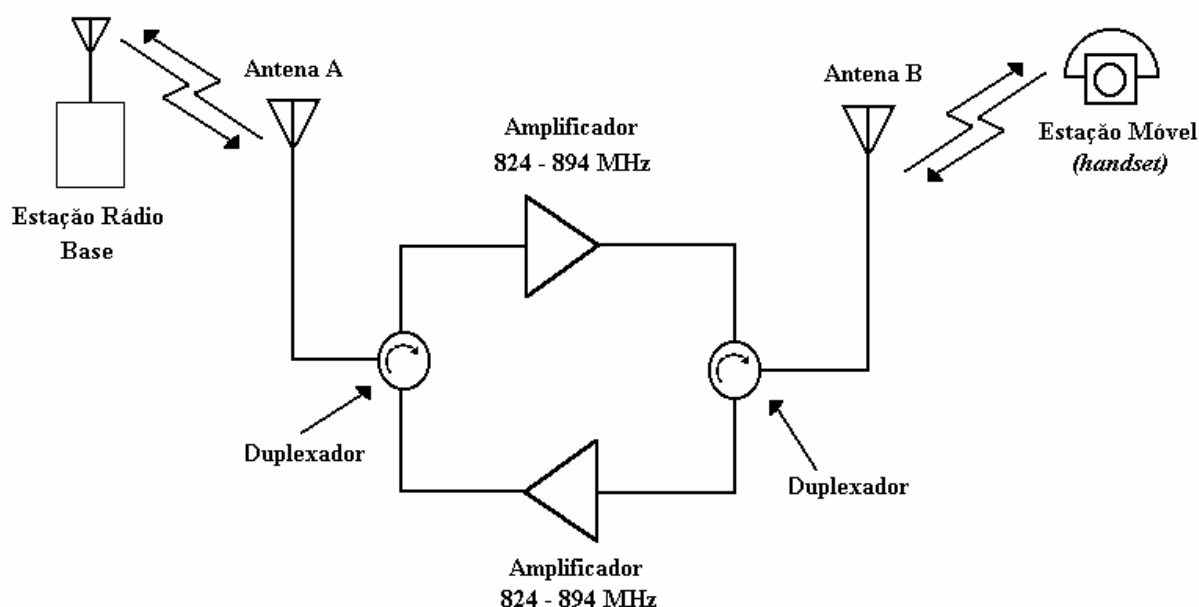 Antena A
Antena B
Amplificador
824 - 894 MHz
Estação Móvel
(handset)
Estação Rádio
Base
Duplexador
Duplexador
Amplificador
824 - 894 MHz